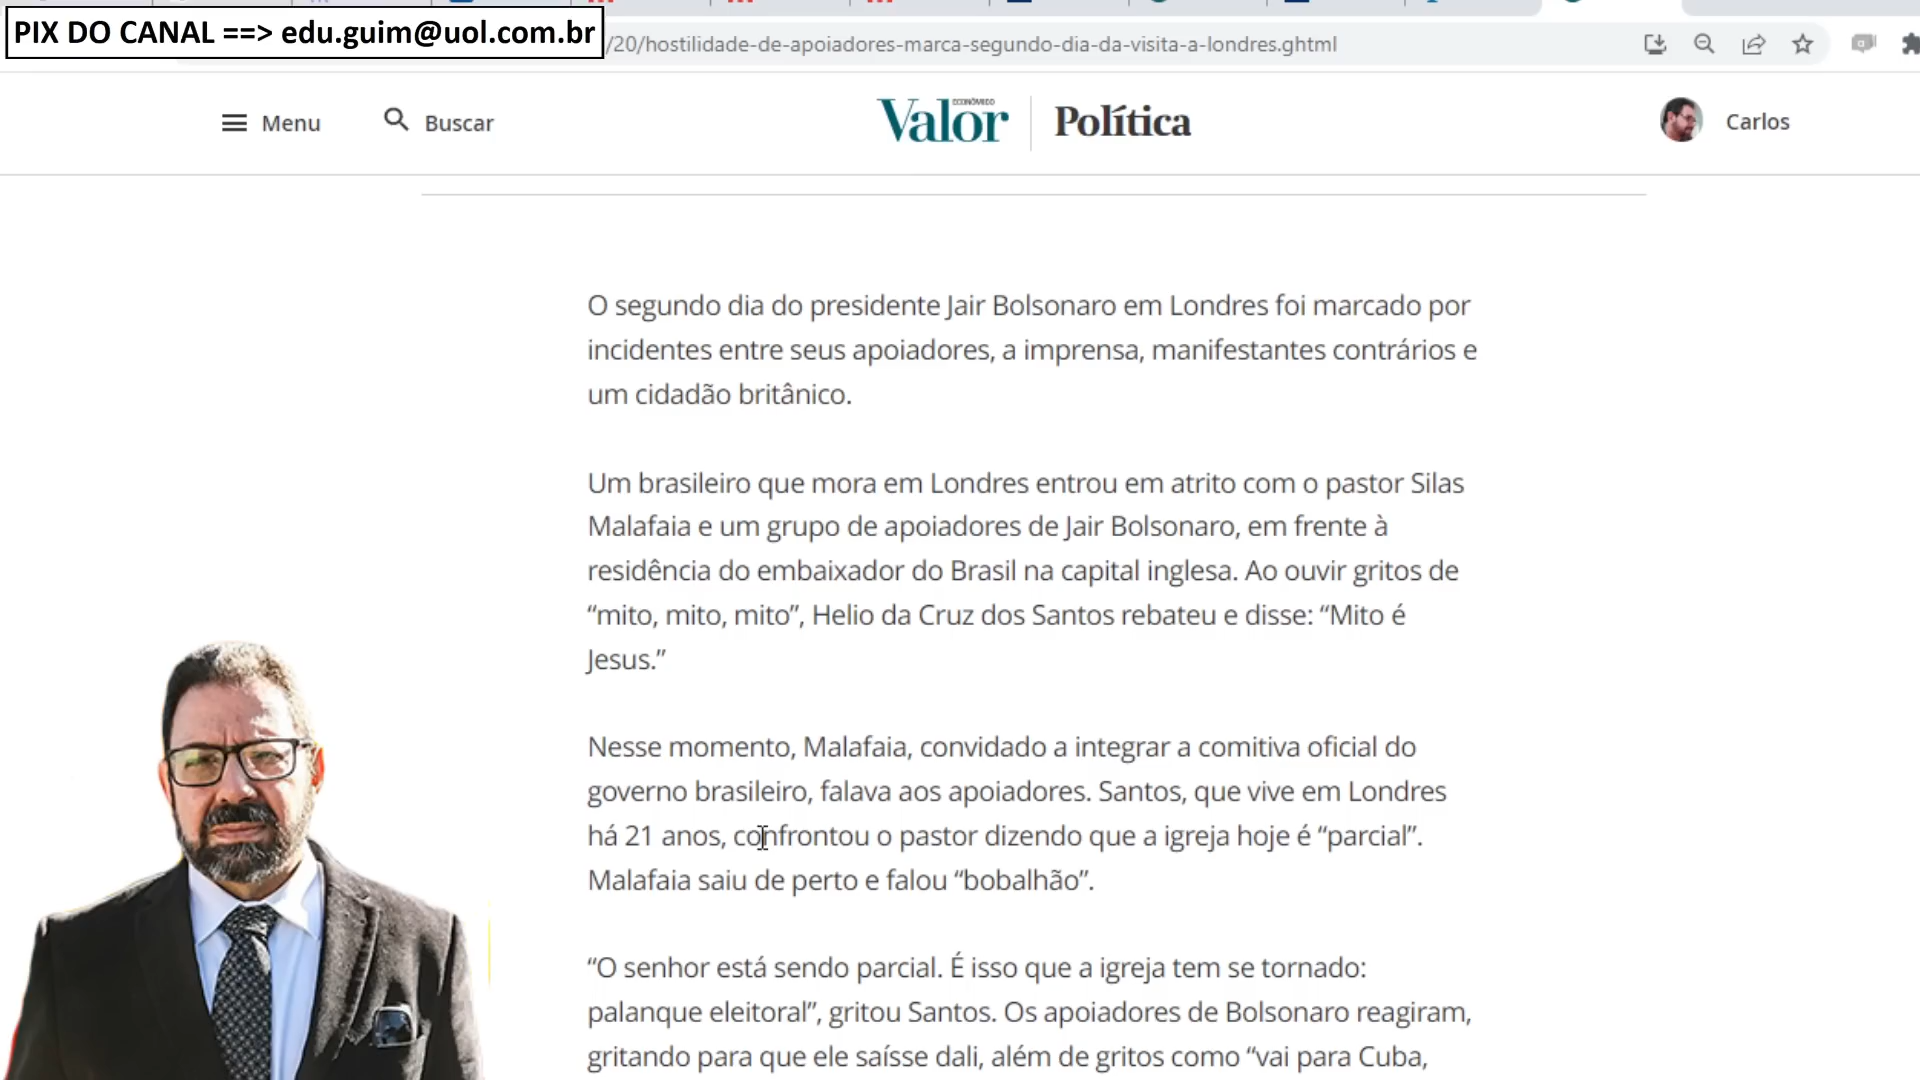 PIX DO CANAL ==> edu.guim@uol.com.br
/20/hostilidade-de-apoiadores-marca-segundo-dia-da-visita-a-londres.ghtml
Menu
Buscar
Valor
ECONÔMICO
Política
Carlos
O segundo dia do presidente Jair Bolsonaro em Londres foi marcado por
incidentes entre seus apoiadores, a imprensa, manifestantes contrários e
um cidadão britânico.
Um brasileiro que mora em Londres entrou em atrito com o pastor Silas
Malafaia e um grupo de apoiadores de Jair Bolsonaro, em frente à
residência do embaixador do Brasil na capital inglesa. Ao ouvir gritos de
“mito, mito, mito”, Helio da Cruz dos Santos rebateu e disse: “Mito é
Jesus.”
Nesse momento, Malafaia, convidado a integrar a comitiva oficial do
governo brasileiro, falava aos apoiadores. Santos, que vive em Londres
há 21 anos, confrontou o pastor dizendo que a igreja hoje é “parcial”.
Malafaia saiu de perto e falou “bobalhão”.
“O senhor está sendo parcial. É isso que a igreja tem se tornado:
palanque eleitoral”, gritou Santos. Os apoiadores de Bolsonaro reagiram,
gritando para que ele saísse dali, além de gritos como “vai para Cuba,